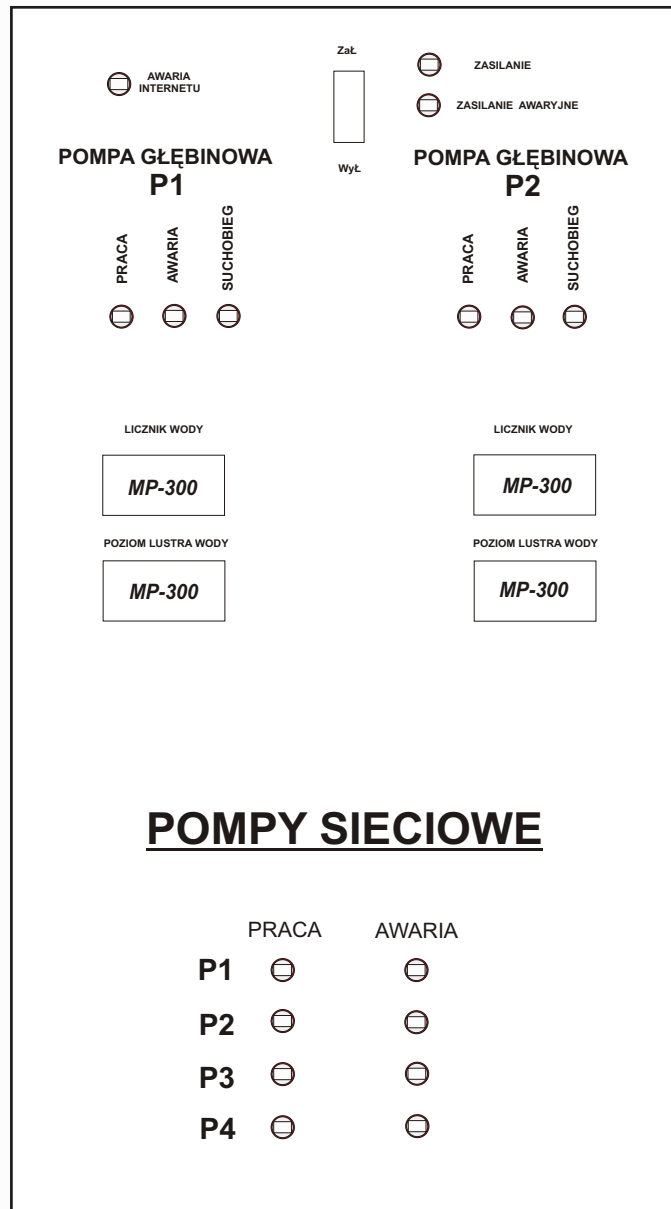 ZaŁ
AWARIA
INTERNETU
ZASILANIE
ZASILANIE AWARYJNE
WyŁ
POMPA GŁĘBINOWA
P1
POMPA GŁĘBINOWA
P2
PRACA
AWARIA
SUCHOBIEG
PRACA
AWARIA
SUCHOBIEG
LICZNIK WODY
MP-300
POZIOM LUSTRA WODY
MP-300
LICZNIK WODY
MP-300
POZIOM LUSTRA WODY
MP-300
POMPY SIECIOWE
PRACA AWARIA
P1
P2
P3
P4